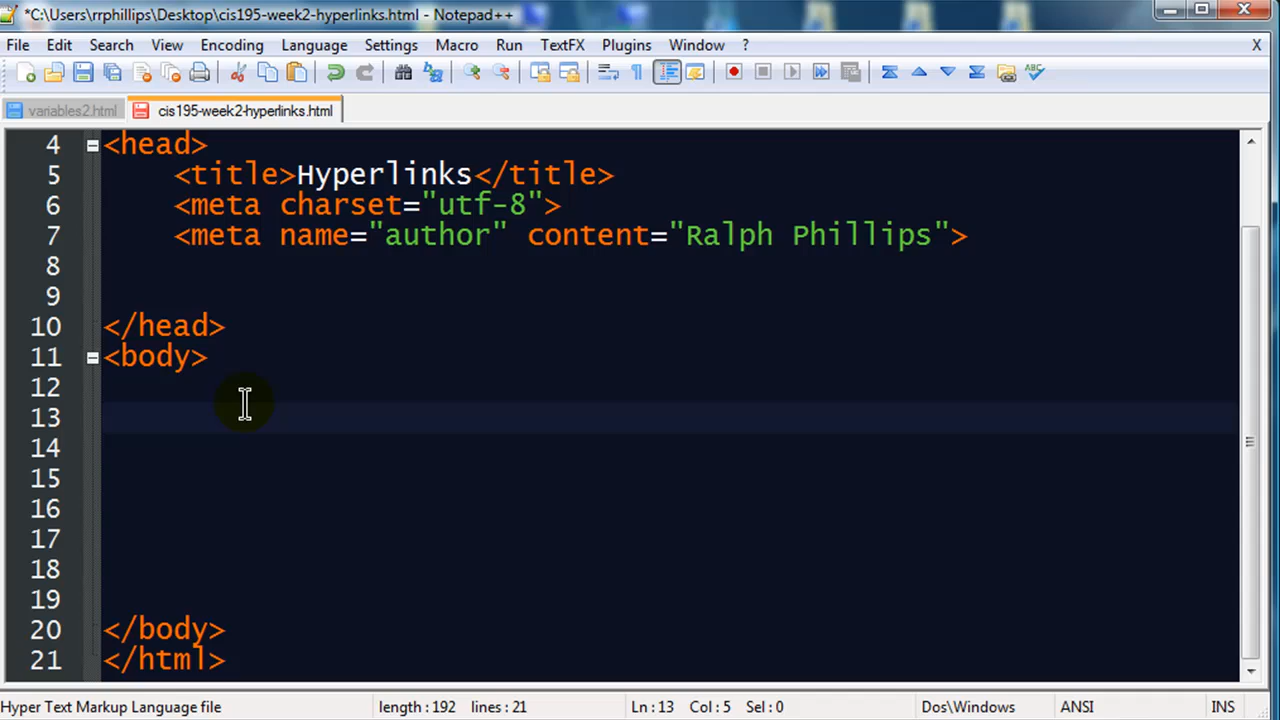 *C:\Users\rrphillips\Desktop\cis195-week2-hyperlinks.html - Notepad++
File Edit Search View Encoding Language Settings Macro Run TextFX Plugins Window ? X
variables2.html cis195-week2-hyperlinks.html
4 <head>
5 <title>Hyperlinks</title>
6 <meta charset="utf-8">
7 <meta name="author" content="Ralph Phillips">
8
9
10 </head>
11 <body>
12
13
14
15
16
17
18
19
20 </body>
21 </html>
Hyper Text Markup Language file length : 192 lines : 21 Ln : 13 Col : 5 Sel : 0 Dos\Windows ANSI INS